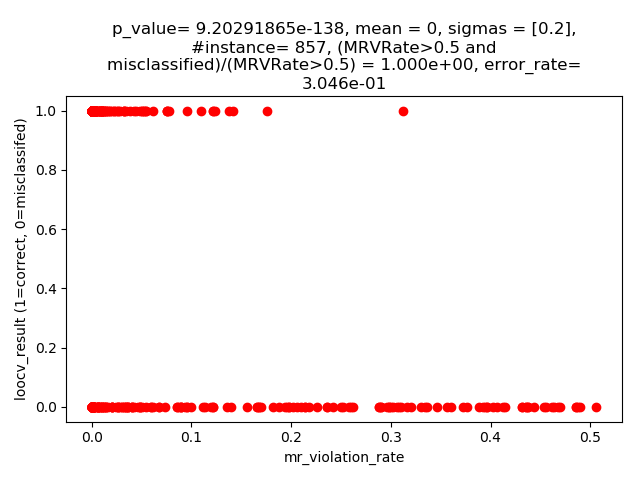 p_value= 9.20291865e-138, mean = 0, sigmas = [0.2],
#instance= 857, (MRVRate>0.5 and
misclassified)/(MRVRate>0.5) = 1.000e+00, error_rate=
3.046e-01
loocv_result (1=correct, 0=misclassifed)
1.0
0.8
0.6
0.4
0.2
0.0
0.0 0.1 0.2 0.3 0.4 0.5
mr_violation_rate